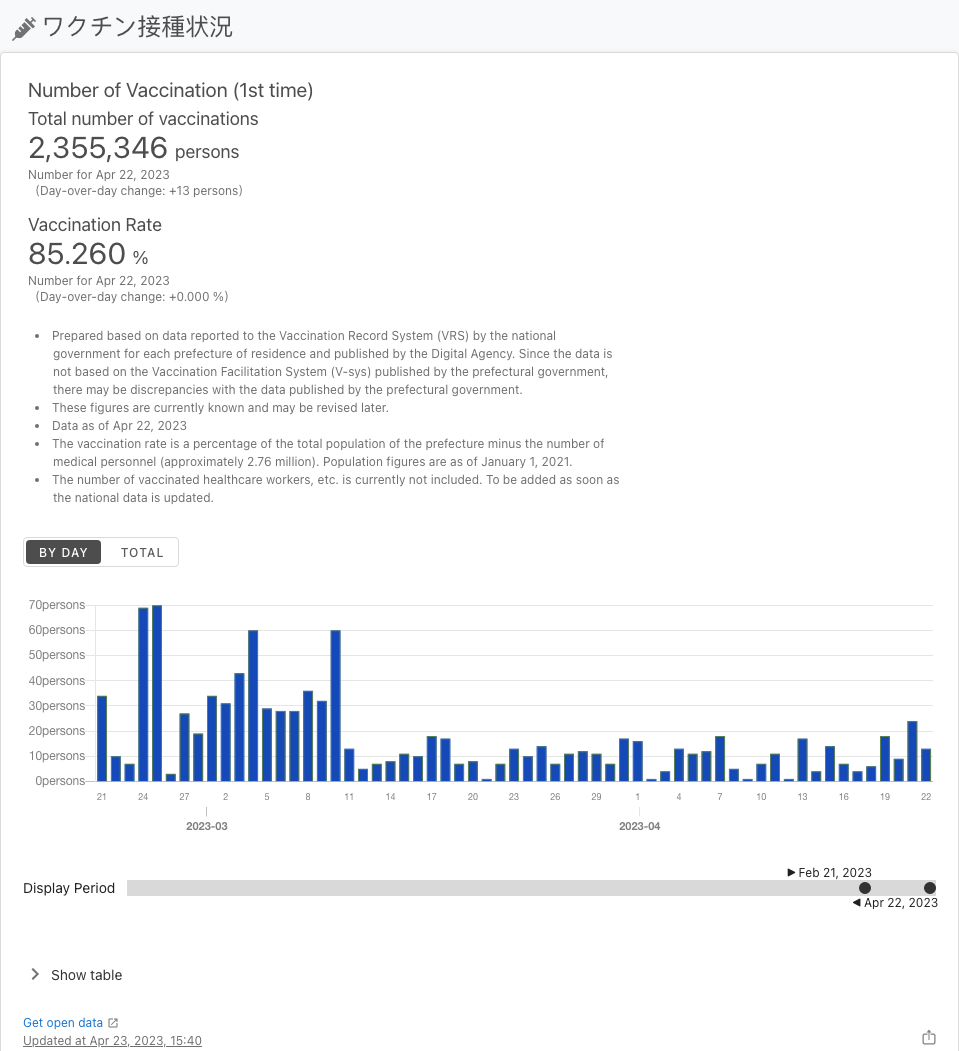 ワクチン接種状況
Number of Vaccination (1st time)
Total number of vaccinations
2,355,346 persons
Number for Apr 22, 2023
(Day-over-day change: +13 persons)
Vaccination Rate
85.260 %
Number for Apr 22, 2023
(Day-over-day change: +0.000 %)
• Prepared based on data reported to the Vaccination Record System (VRS) by the national
government for each prefecture of residence and published by the Digital Agency. Since the data is
not based on the Vaccination Facilitation System (V-sys) published by the prefectural government,
there may be discrepancies with the data published by the prefectural government.
• These figures are currently known and may be revised later.
• Data as of Apr 22, 2023
• The vaccination rate is a percentage of the total population of the prefecture minus the number of
medical personnel (approximately 2.76 million). Population figures are as of January 1, 2021.
• The number of vaccinated healthcare workers, etc. is currently not included. To be added as soon as
the national data is updated.
BY DAY TOTAL
70persons
60persons
50persons
40persons
30persons
20persons
10persons
0persons
21 24 27 2 5 8 11 14 17 20 23 26 29 1 4 7 10 13 16 19 22
2023-03 2023-04
Feb 21, 2023
Display Period
Apr 22, 2023
Show table
Get open data
Updated at Apr 23, 2023, 15:40